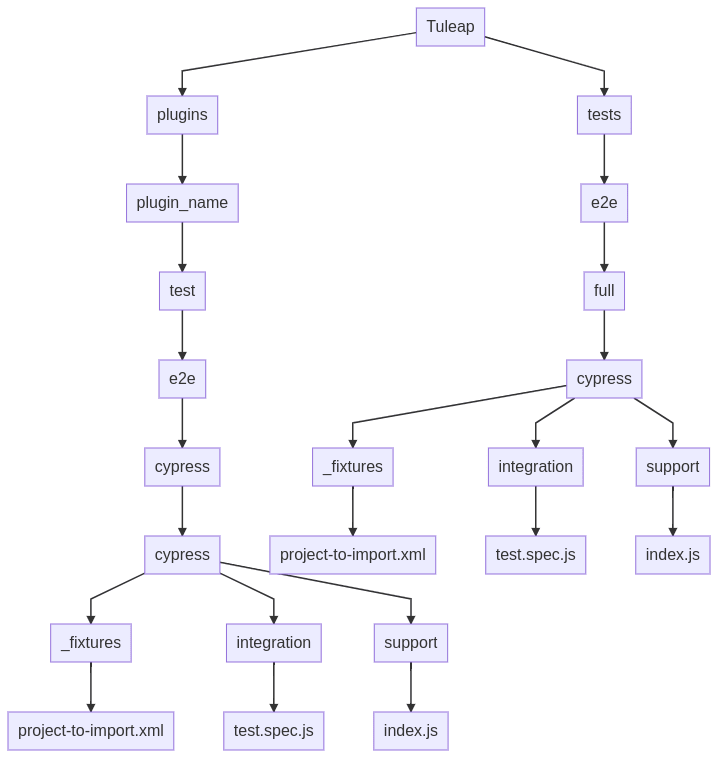 Tuleap
plugins
tests
plugin_name
e2e
test
full
e2e
cypress
cypress
_fixtures
integration
support
cypress
project-to-import.xml
test.spec.js
index.js
_fixtures
integration
support
project-to-import.xml
test.spec.js
index.js